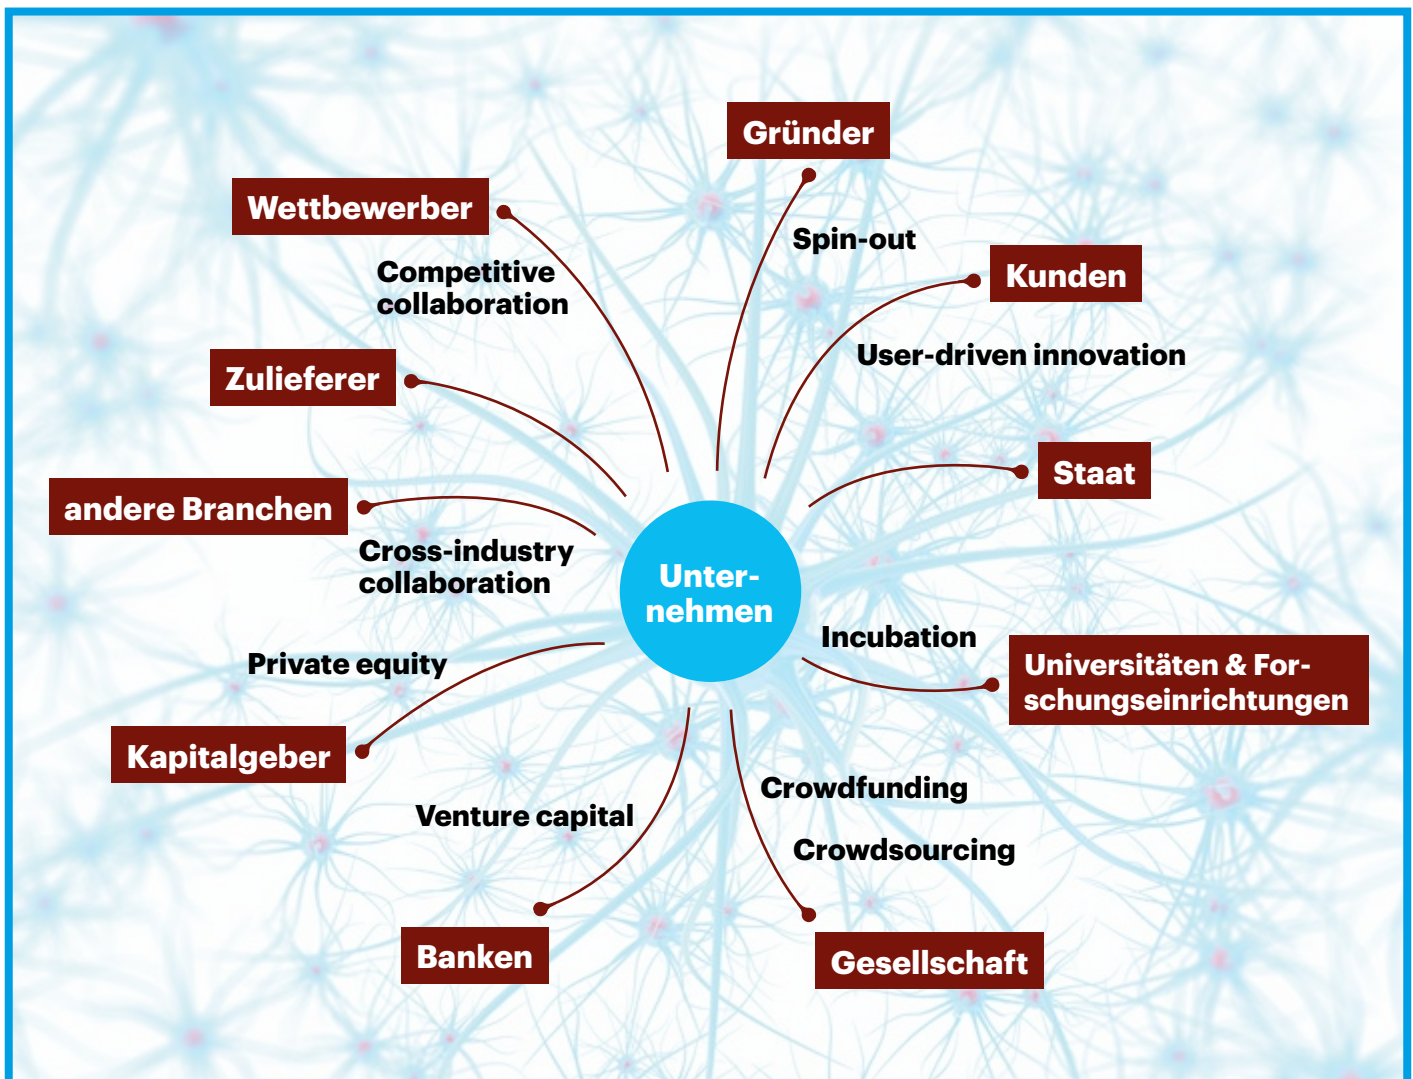 Gründer
Wettbewerber
Spin-out
Kunden
Competitive
collaboration
User-driven innovation
Zulieferer
Staat
andere Branchen
Cross-industry
collaboration
Unter-
nehmen
Incubation
Private equity
Universitäten & For-
schungseinrichtungen
Kapitalgeber
Crowdfunding
Venture capital
Crowdsourcing
Banken
Gesellschaft